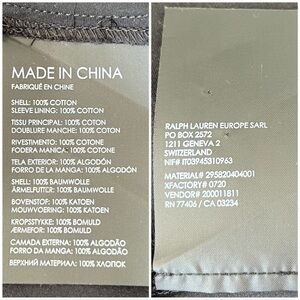 MADE IN CHINA
FABRIQUÉ EN CHINE
SHELL: 100% COTTON
SLEEVE LINING: 100% COTTON
TISSU PRINCIPAL: 100% COTON
DOUBLURE MANCHE: 100% COTON
RIVESTIMENTO: 100% COTONE
FODERA MANICA: 100% COTONE
TELA EXTERIOR: 100% ALGODÓN
FORRO DE LA MANGA: 100% ALGODÓN
SHELL: 100% BAUMWOLLE
ÄRMELFUTTER: 100% BAUMWOLLE
BOVENSTOF: 100% KATOEN
MOUWVOERING: 100% KATOEN
KROPSSTYKKE: 100% BOMULD
ÆRMEFOR: 100% BOMULD
CAMADA EXTERNA: 100% ALGODÃO
FORRO DA MANGA: 100% ALGODÃO
ВЕРХНИЙ МАТЕРИАЛ: 100% ХЛОПОК
RALPH LAUREN EUROPE SARL
PO BOX 2572
1211 GENEVA 2
SWITZERLAND
NIF# IT03945310963
MATERIAL# 295820404001
XFACTORY# 0720
VENDOR# 200011811
RN 77406 / CA 03234